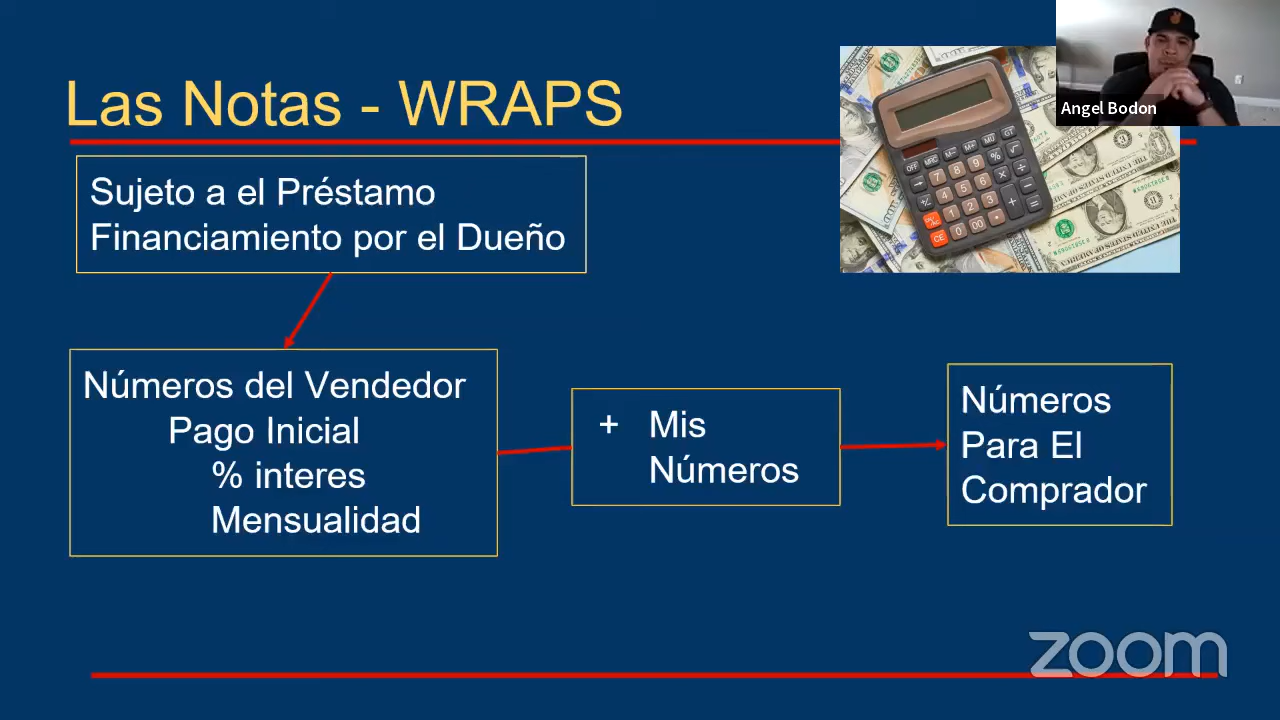 Las Notas - WRAPS
Angel Bodon
Sujeto a el Préstamo
Financiamiento por el Dueño
Números del Vendedor
Pago Inicial
% interes
Mensualidad
+ Mis
Números
Números
Para El
Comprador
zoom